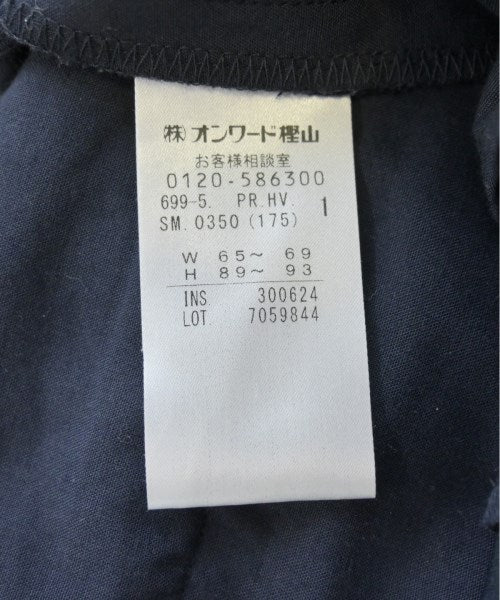 ㈱ オンワード樫山
お客様相談室
0120-586300
699-5. PR.HV. 1
SM.0350 (175)
W 65～ 69
H 89～ 93
INS 300624
LOT. 7059844